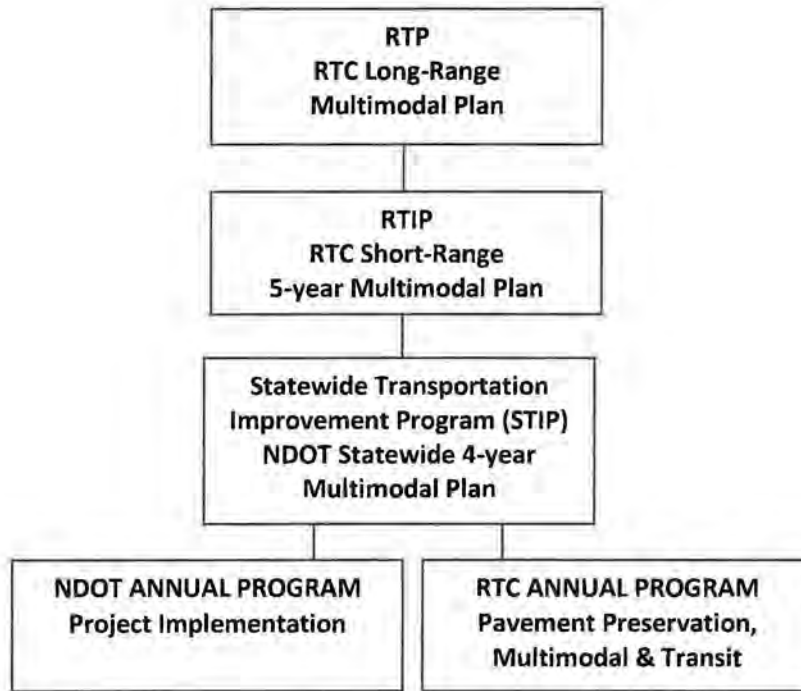 RTP
RTC Long-Range
Multimodal Plan
RTIP
RTC Short-Range
5-year Multimodal Plan
Statewide Transportation
Improvement Program (STIP)
NDOT Statewide 4-year
Multimodal Plan
NDOT ANNUAL PROGRAM
Project Implementation
RTC ANNUAL PROGRAM
Pavement Preservation,
Multimodal & Transit